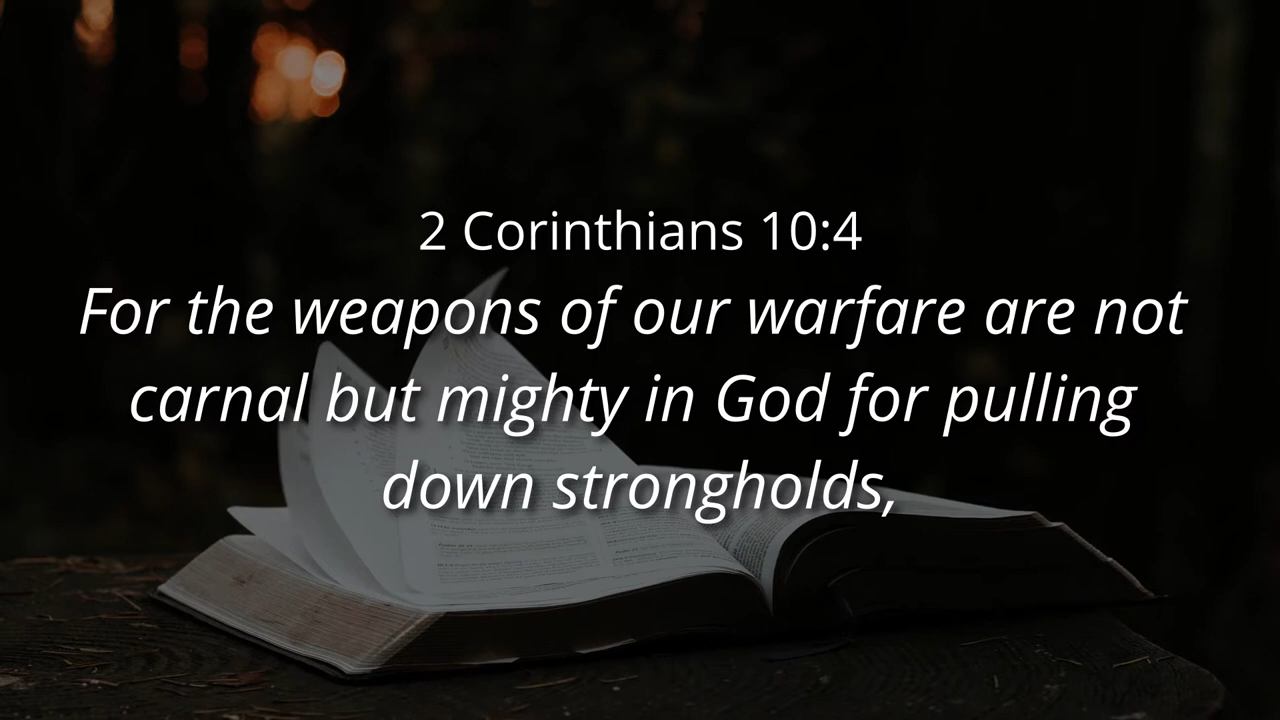 2 Corinthians 10:4
For the weapons of our warfare are not
carnal but mighty in God for pulling
down strongholds,